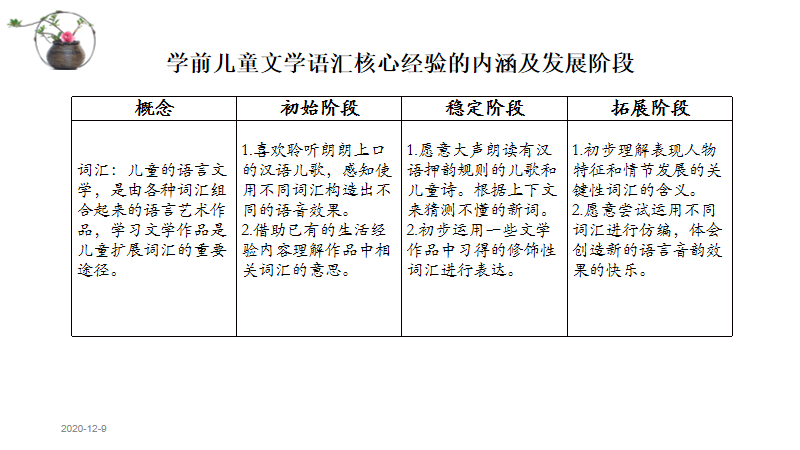 学前儿童文学语汇核心经验的内涵及发展阶段
概念
初始阶段
稳定阶段
拓展阶段
词汇：儿童的语言文
学，是由各种词汇组
合起来的语言艺术作
品，学习文学作品是
儿童扩展词汇的重要
途径。
1.喜欢聆听朗朗上口
的汉语儿歌，感知使
用不同词汇构造出不
同的语音效果。
2.借助已有的生活经
验内容理解作品中相
关词汇的意思。
1.愿意大声朗读有汉
语押韵规则的儿歌和
儿童诗。根据上下文
来猜测不懂的新词。
2.初步运用一些文学
作品中习得的修饰性
词汇进行表达。
1.初步理解表现人物
特征和情节发展的关
键性词汇的含义。
2.愿意尝试运用不同
词汇进行仿编，体会
创造新的语言音韵效
果的快乐。
2020-12-9